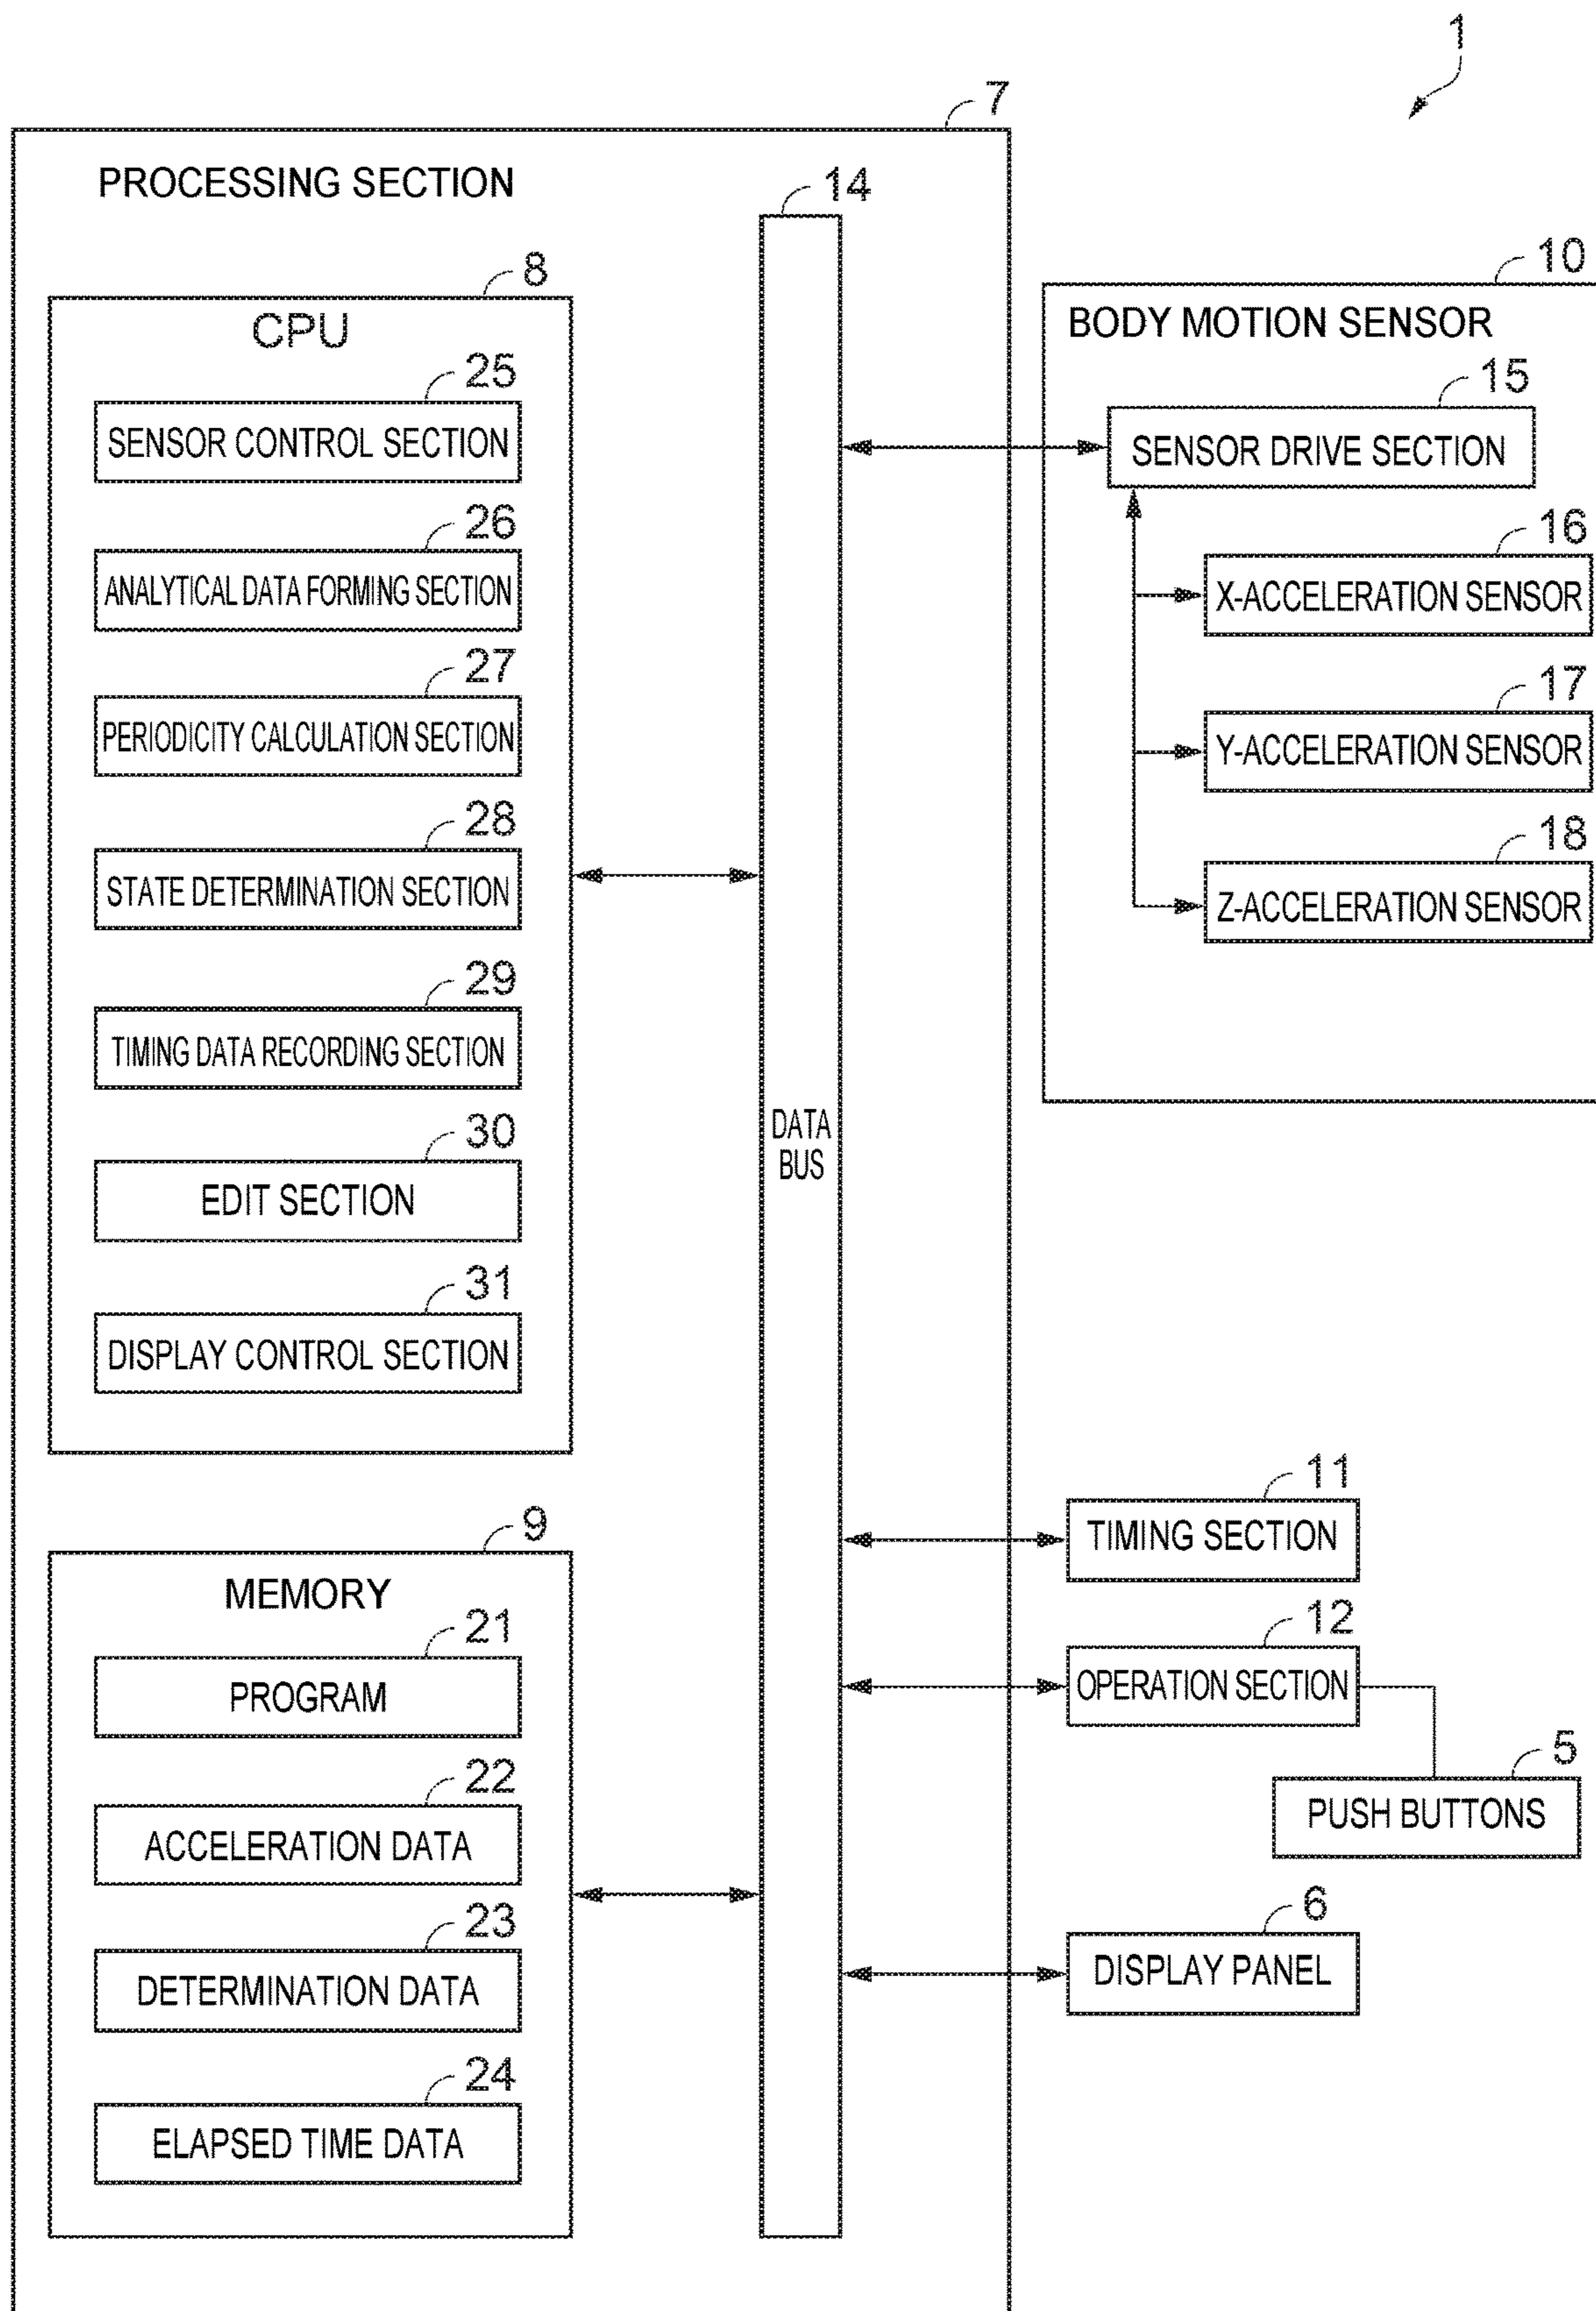 1
7
PROCESSING SECTION
14
8
CPU
25
SENSOR CONTROL SECTION
26
ANALYTICAL DATA FORMING SECTION
27
PERIODICITY CALCULATION SECTION
28
STATE DETERMINATION SECTION
29
TIMING DATA RECORDING SECTION
30
EDIT SECTION
31
DISPLAY CONTROL SECTION
9
MEMORY
21
PROGRAM
22
ACCELERATION DATA
23
DETERMINATION DATA
24
ELAPSED TIME DATA
DATA
BUS
10
BODY MOTION SENSOR
15
SENSOR DRIVE SECTION
16
X-ACCELERATION SENSOR
17
Y-ACCELERATION SENSOR
18
Z-ACCELERATION SENSOR
11
TIMING SECTION
12
OPERATION SECTION
5
PUSH BUTTONS
6
DISPLAY PANEL